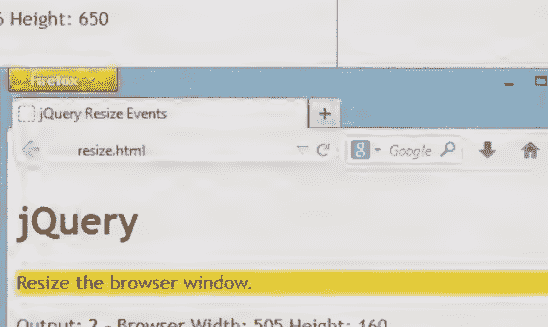 6 Height: 650
Firefox
jQuery Resize Events
+
resize.html
Google
jQuery
Resize the browser window.
Output: 2 - Browser Width: 505 Height: 160